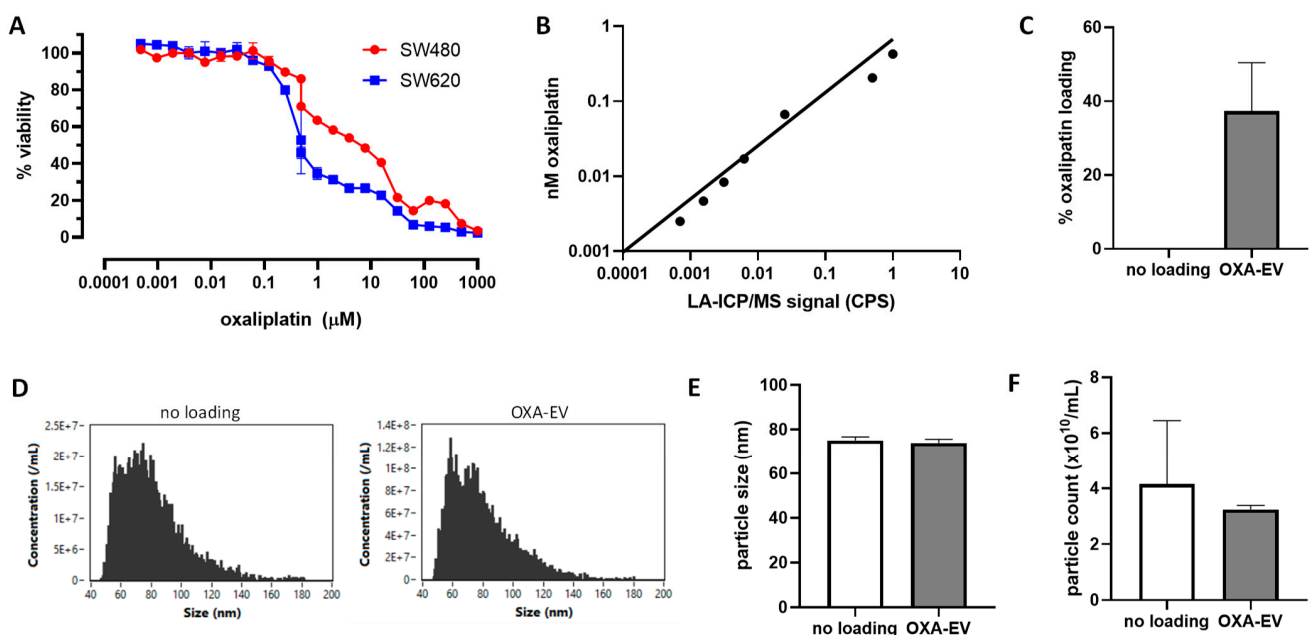 A
SW480
SW620
% viability
100
80
60
40
20
0
0.0001 0.001 0.01 0.1 1 10 100 1000
oxaliplatin (μM)
B
nM oxaliplatin
1
0.1
0.01
0.001
0.0001 0.001 0.01 0.1 1 10
LA-ICP/MS signal (CPS)
C
% oxalipatin loading
60
40
20
0
no loading OXA-EV
D
no loading
Concentration (/mL)
2.5E+7
2E+7
1.5E+7
1E+7
5E+6
0
40 60 80 100 120 140 160 180 200
Size (nm)
OXA-EV
Concentration (/mL)
1.4E+8
1.2E+8
1E+8
8E+7
6E+7
4E+7
2E+7
0
40 60 80 100 120 140 160 180 200
Size (nm)
E
particle size (nm)
100
80
60
40
20
0
no loading OXA-EV
F
particle count (x10¹⁰/mL)
8
6
4
2
0
no loading OXA-EV